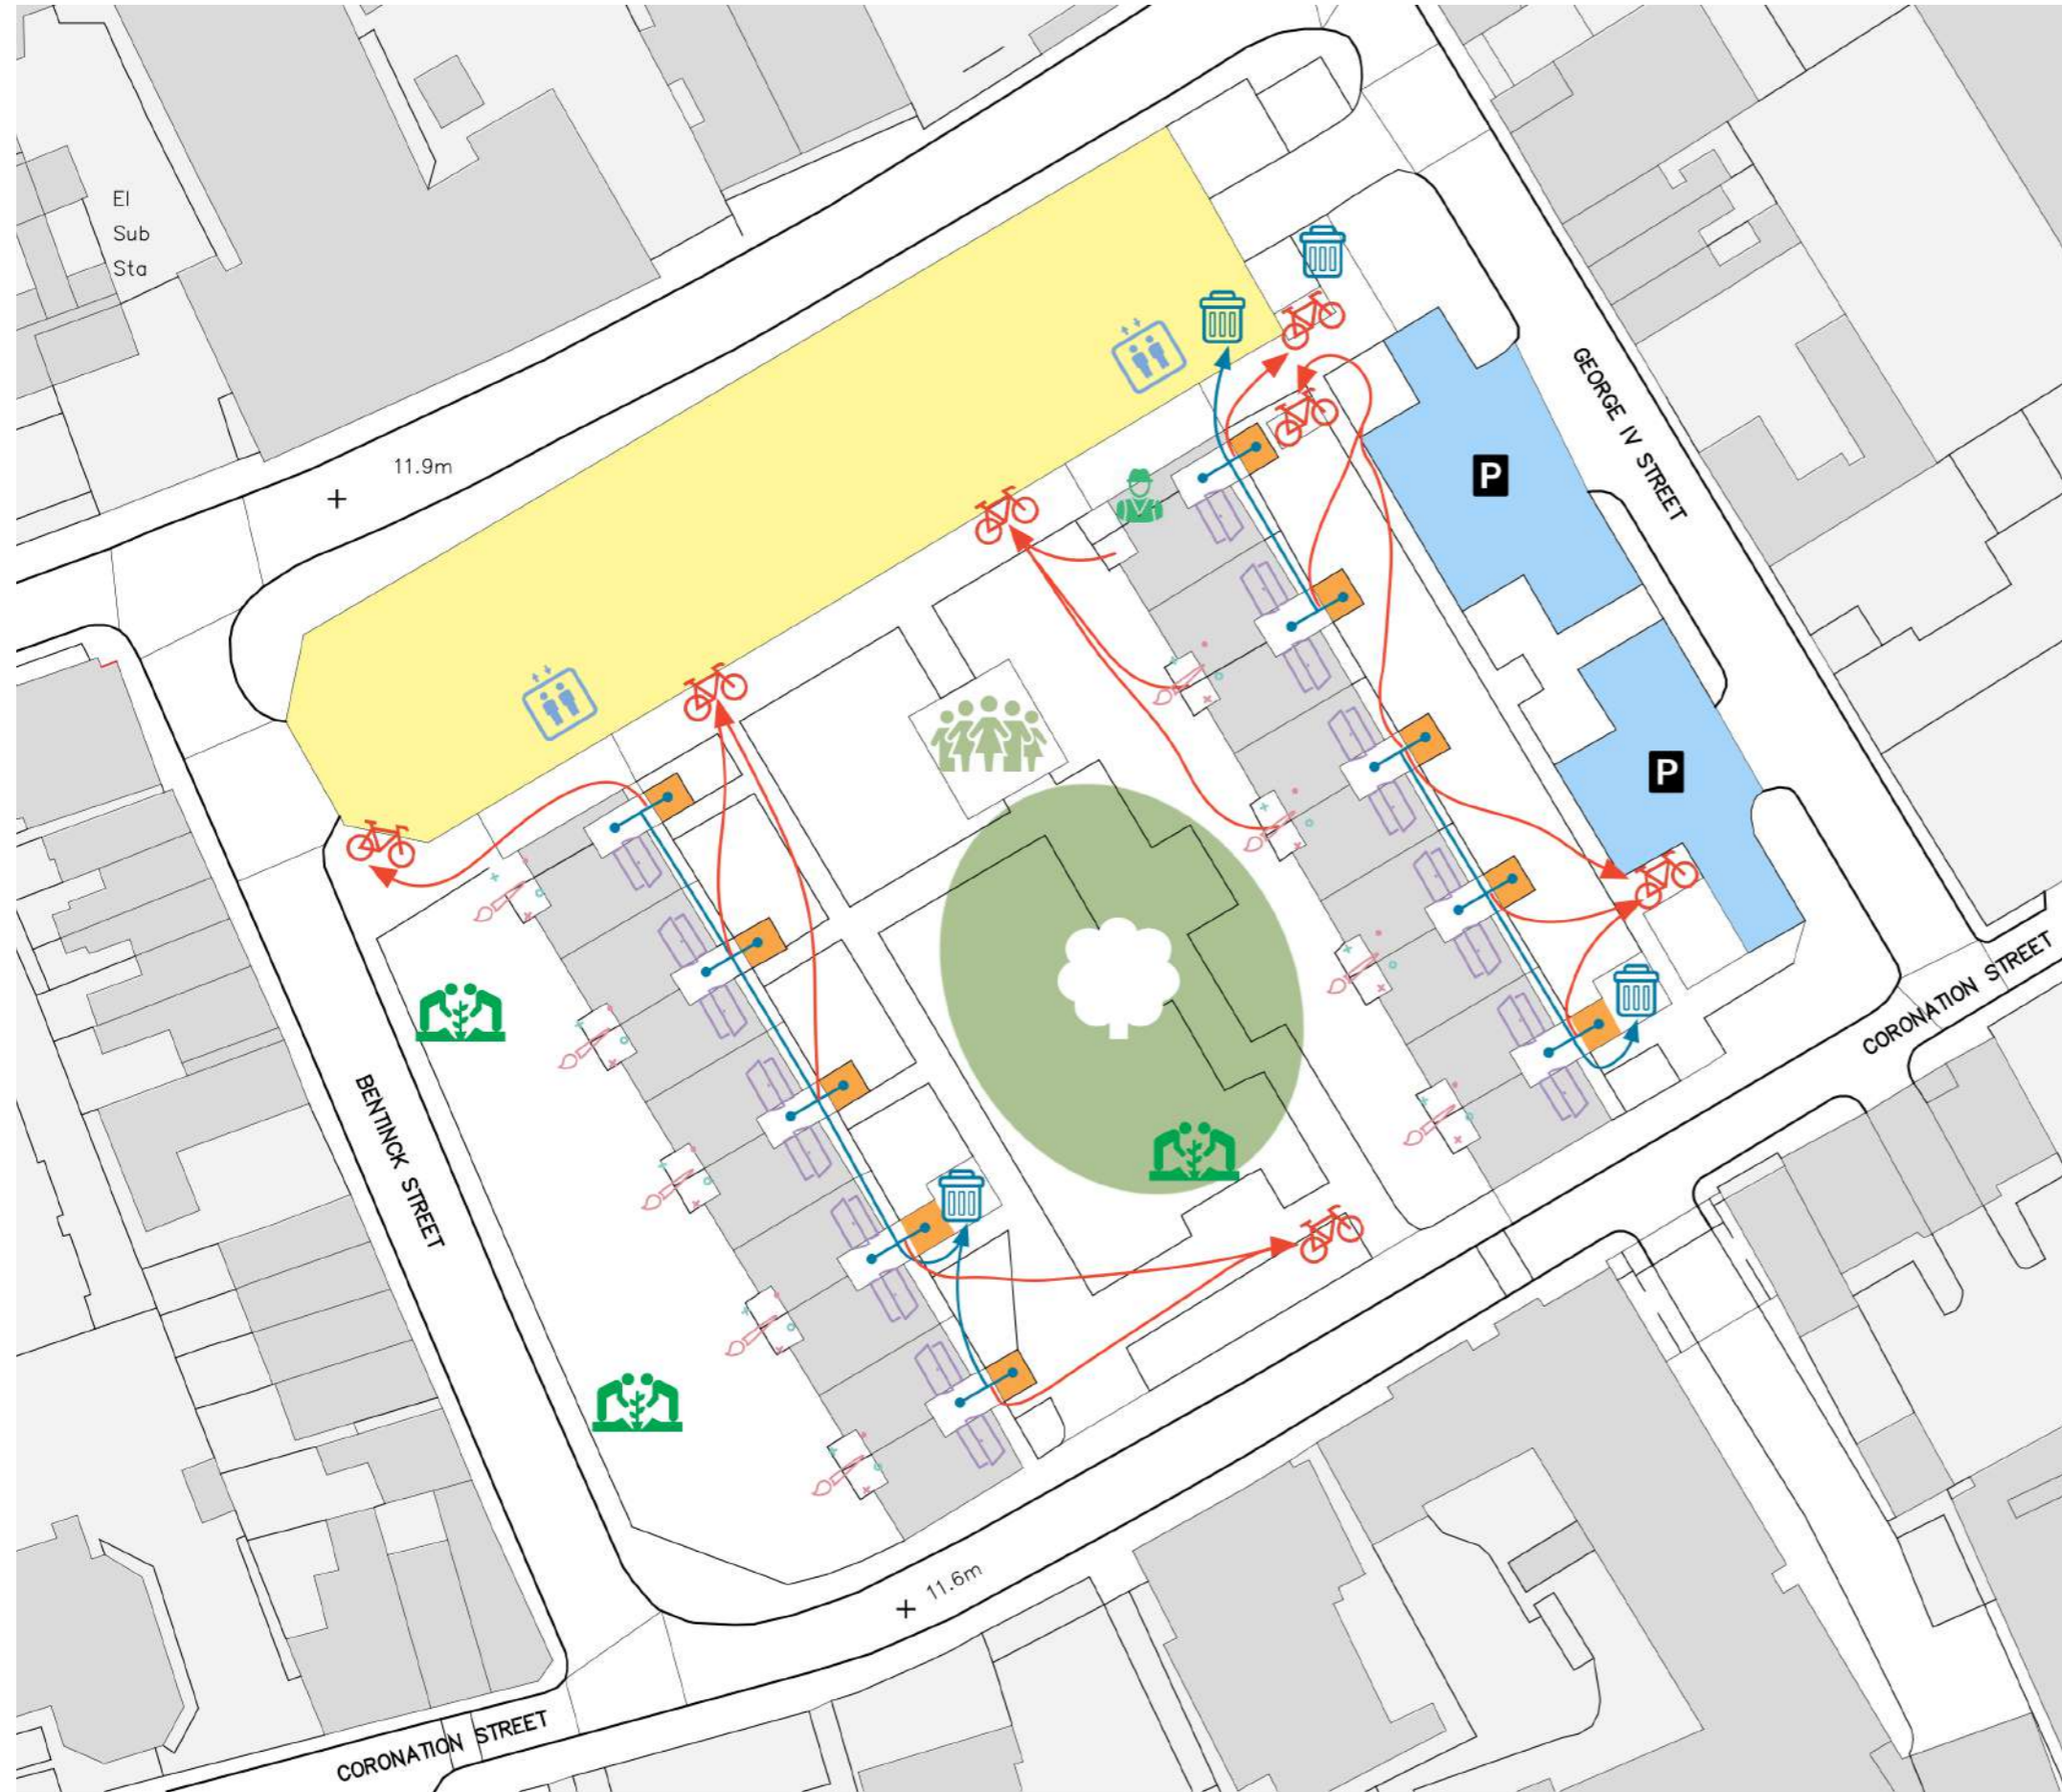 El
Sub
Sta
11.9m
GEORGE IV STREET
P
P
CORONATION STREET
BENTINCK STREET
11.6m
CORONATION STREET